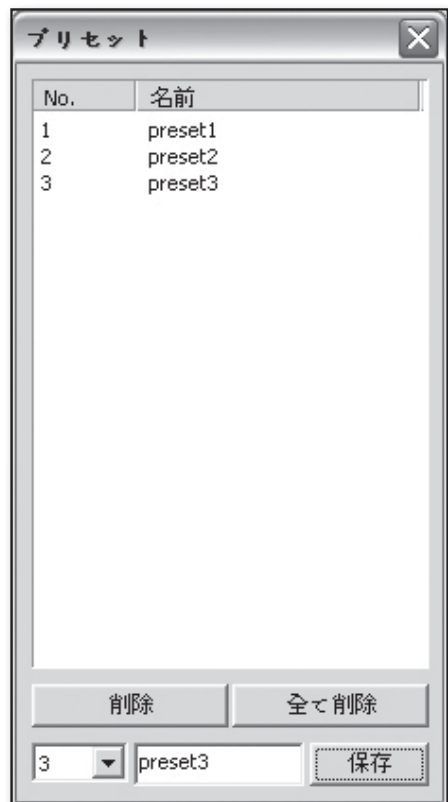 プリセット
No. 名前
1 preset1
2 preset2
3 preset3
削除 全て削除
3 preset3 保存